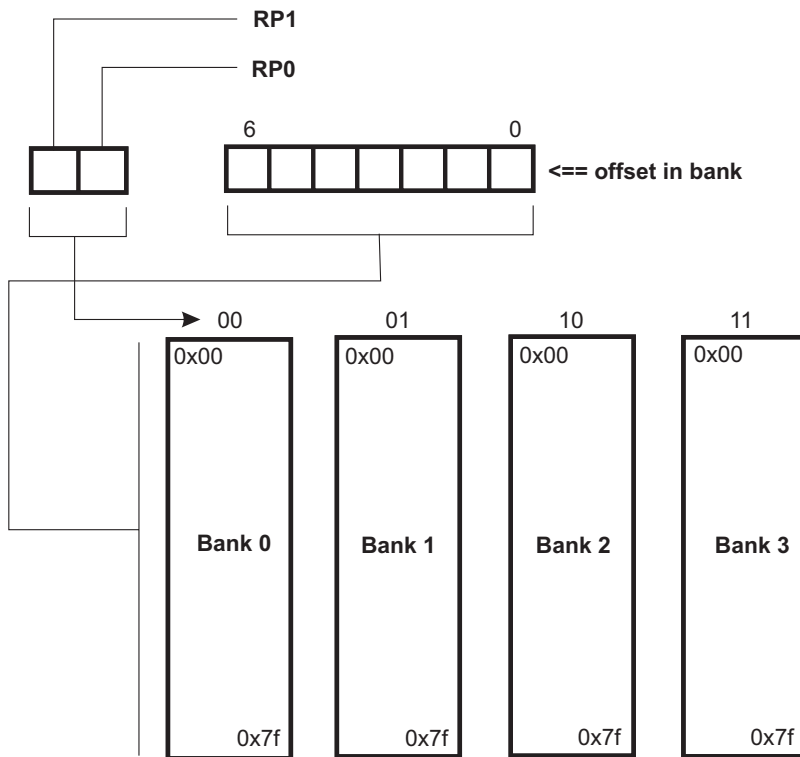 RP1
RP0
6 0
<== offset in bank
00 01 10 11
0x00 0x00 0x00 0x00
Bank 0 Bank 1 Bank 2 Bank 3
0x7f 0x7f 0x7f 0x7f